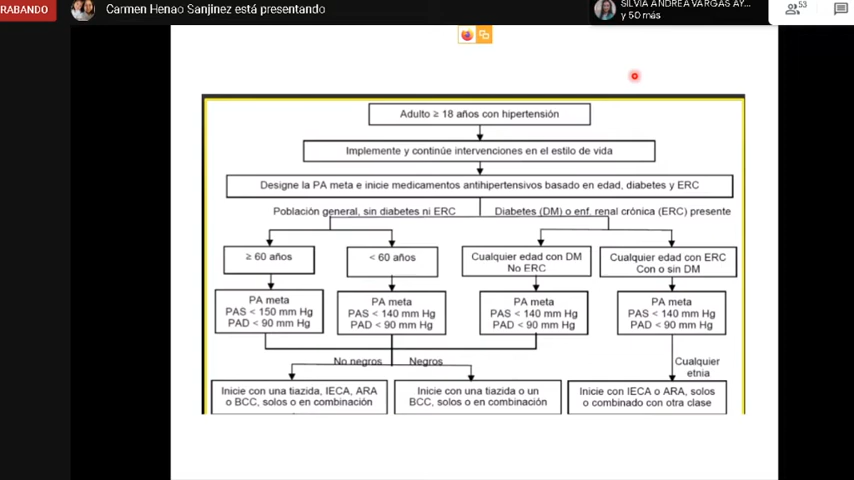 RABANDO
Carmen Henao Sanjinez está presentando
SILVIA ANDREA VARGAS AY...
y 50 más
53
Adulto ≥ 18 años con hipertensión
Implemente y continúe intervenciones en el estilo de vida
Designe la PA meta e inicie medicamentos antihipertensivos basado en edad, diabetes y ERC
Población general, sin diabetes ni ERC
Diabetes (DM) o enf. renal crónica (ERC) presente
≥ 60 años
< 60 años
Cualquier edad con DM
No ERC
Cualquier edad con ERC
Con o sin DM
PA meta
PAS < 150 mm Hg
PAD < 90 mm Hg
PA meta
PAS < 140 mm Hg
PAD < 90 mm Hg
PA meta
PAS < 140 mm Hg
PAD < 90 mm Hg
PA meta
PAS < 140 mm Hg
PAD < 90 mm Hg
No negros
Negros
Cualquier
etnia
Inicie con una tiazida, IECA, ARA
o BCC, solos o en combinación
Inicie con una tiazida o un
BCC, solos o en combinación
Inicie con IECA o ARA, solos
o combinado con otra clase